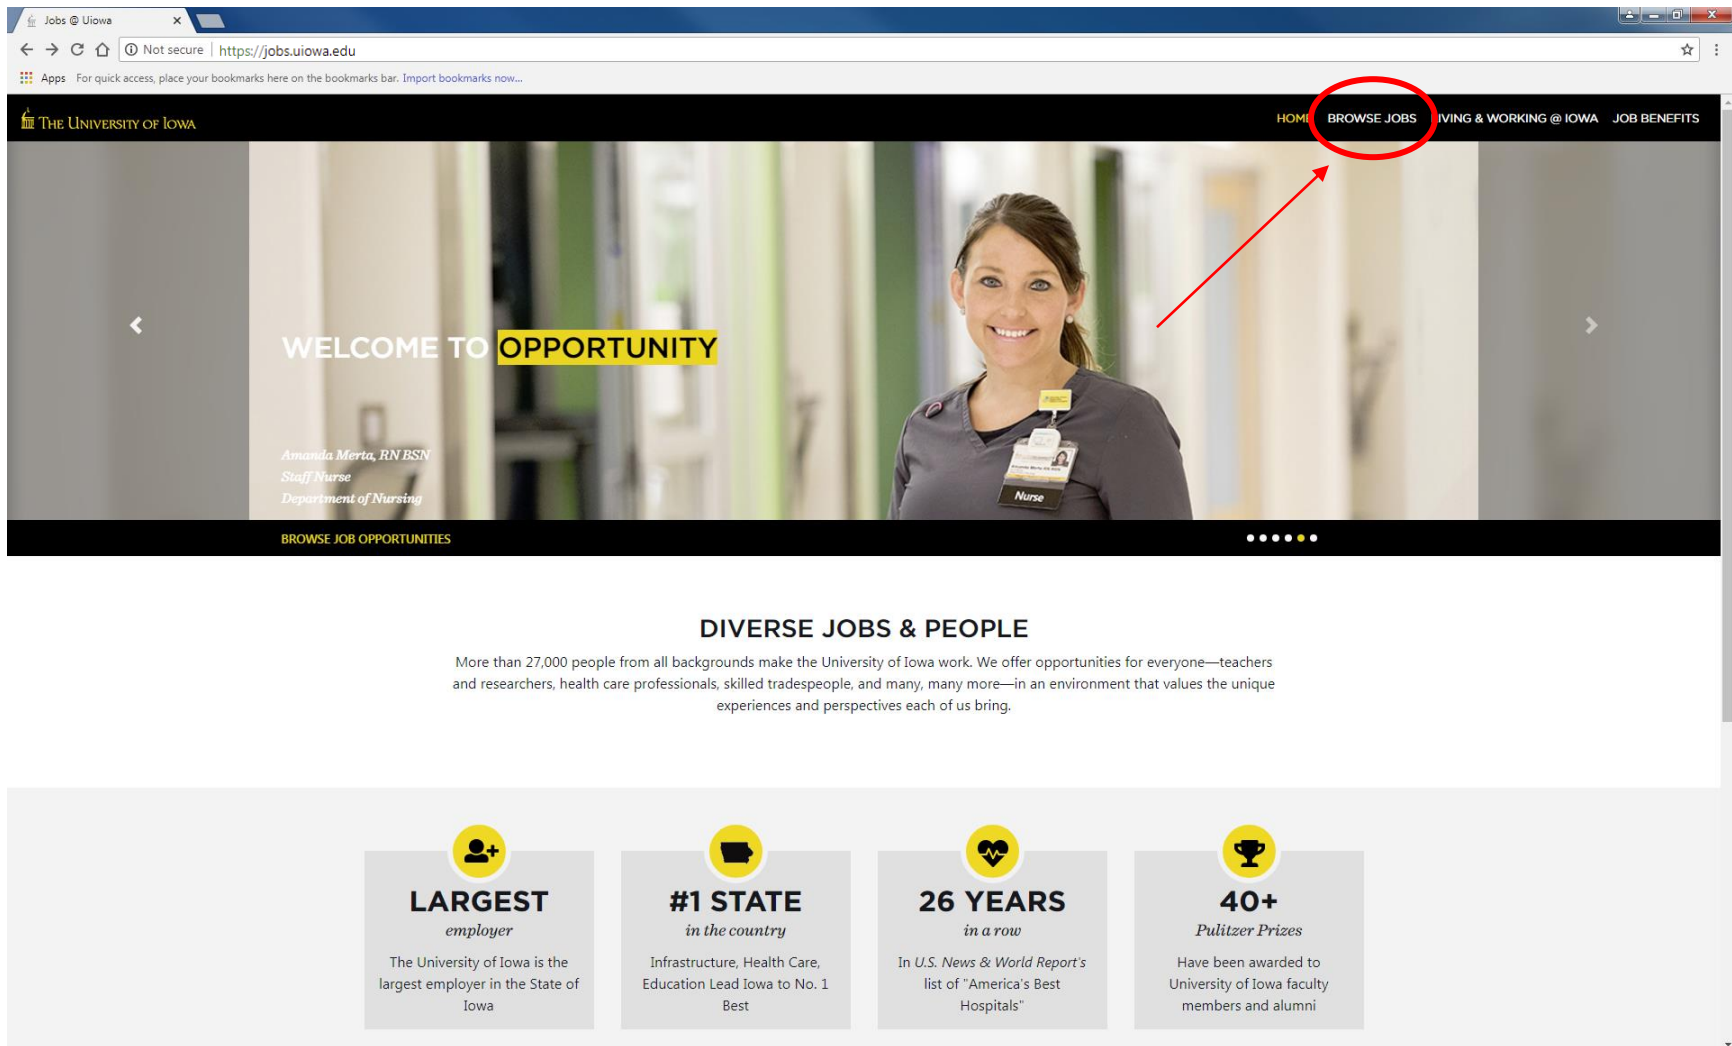 Jobs @ Uiowa
Not secure | https://jobs.uiowa.edu
Apps For quick access, place your bookmarks here on the bookmarks bar. Import bookmarks now...
THE UNIVERSITY OF IOWA
HOME BROWSE JOBS LIVING & WORKING @ IOWA JOB BENEFITS
WELCOME TO OPPORTUNITY
Amanda Merta, RN BSN
Staff Nurse
Department of Nursing
Nurse
BROWSE JOB OPPORTUNITIES
DIVERSE JOBS & PEOPLE
More than 27,000 people from all backgrounds make the University of Iowa work. We offer opportunities for everyone—teachers
and researchers, health care professionals, skilled tradespeople, and many, many more—in an environment that values the unique
experiences and perspectives each of us bring.
LARGEST
employer
The University of Iowa is the
largest employer in the State of
Iowa
#1 STATE
in the country
Infrastructure, Health Care,
Education Lead Iowa to No. 1
Best
26 YEARS
in a row
In U.S. News & World Report's
list of "America's Best
Hospitals"
40+
Pulitzer Prizes
Have been awarded to
University of Iowa faculty
members and alumni